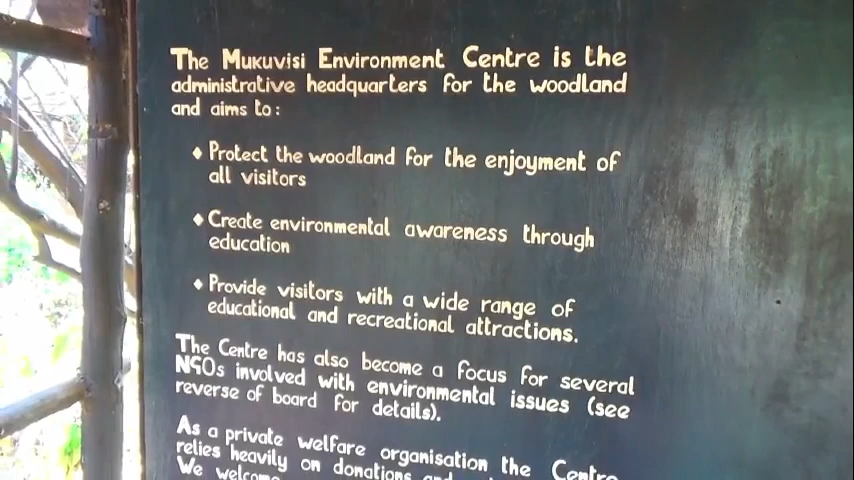 The Mukuvisi Environment Centre is the
administrative headquarters for the woodland
and aims to:
♦ Protect the woodland for the enjoyment of
all visitors
♦ Create environmental awareness through
education
♦ Provide visitors with a wide range of
educational and recreational attractions.
The Centre has also become a focus for several
NGOs involved with environmental issues (see
reverse of board for details).
As a private welfare organisation the Centre
relies heavily on donations and
We welcome